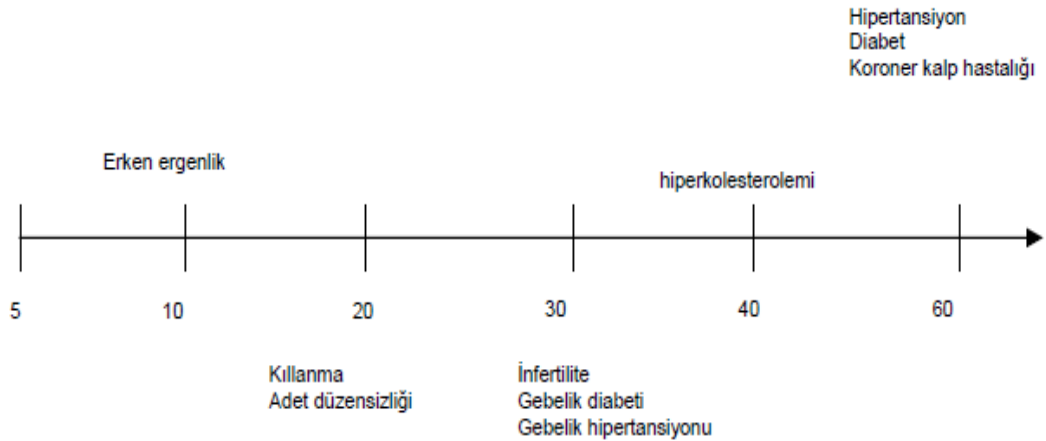 Hipertansiyon
Diabet
Koroner kalp hastalığı
Erken ergenlik
hiperkolesterolemi
5
10
20
30
40
60
Kıllanma
Adet düzensizliği
İnfertilite
Gebelik diabeti
Gebelik hipertansiyonu